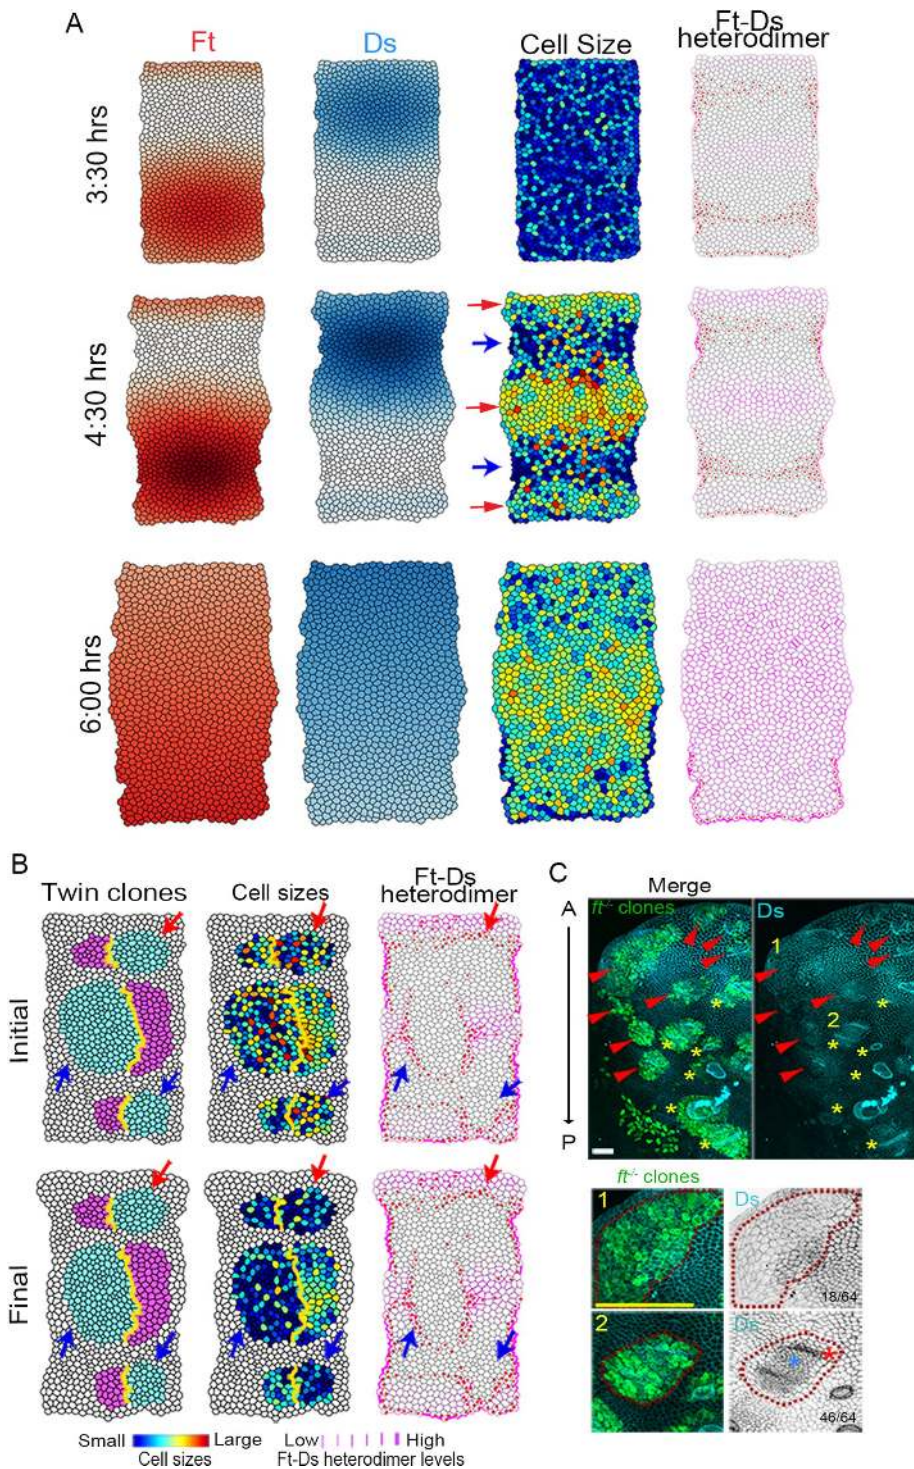 A
Ft
Ds
Cell Size
Ft-Ds
heterodimer
3:30 hrs
4:30 hrs
6:00 hrs
B
Twin clones
Cell sizes
Ft-Ds
heterodimer
Initial
Final
Small
Large
Cell sizes
Low
High
Ft-Ds heterodimer levels
C
Merge
A
P
ft-/- clones
Ds
1
2
*
*
*
*
*
*
*
*
*
*
*
ft-/- clones
1
Ds
18/64
2
Ds
*
*
46/64